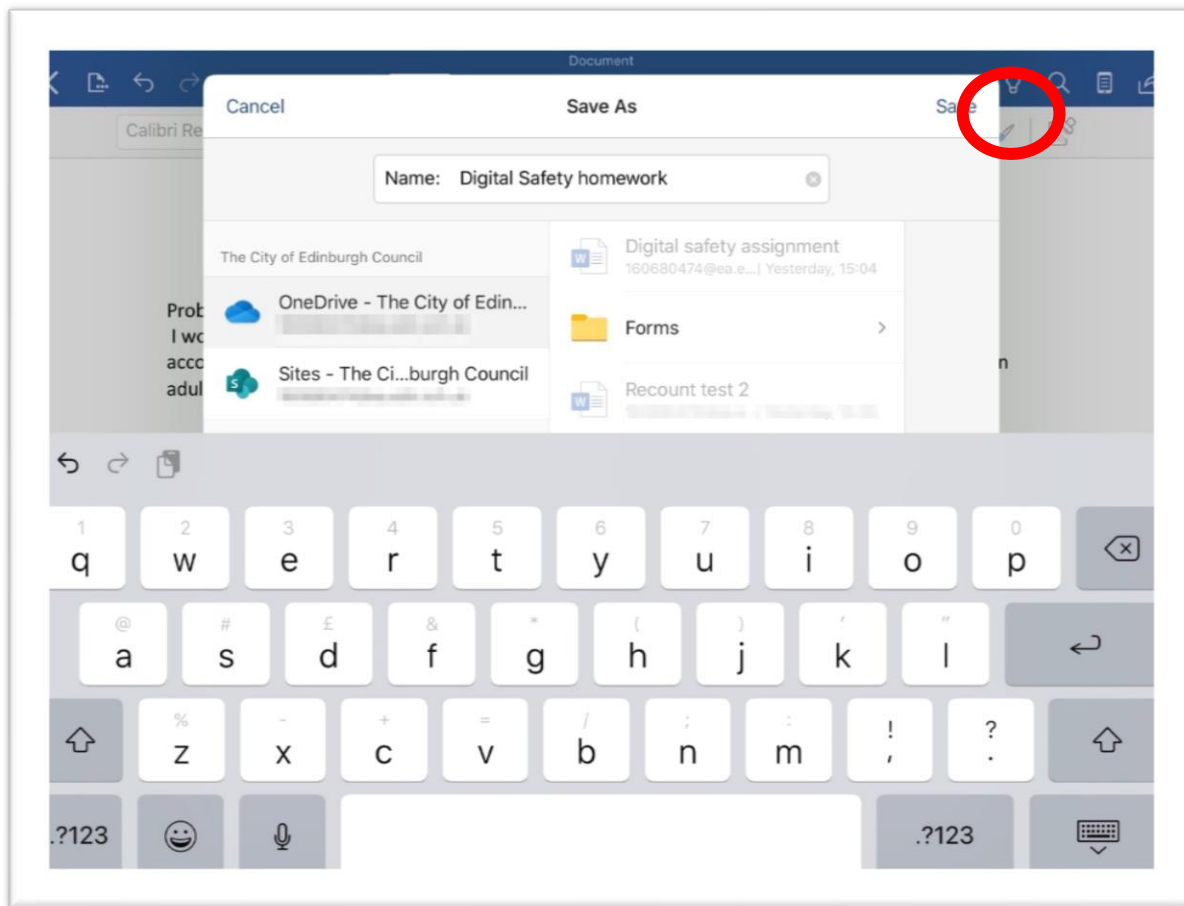 Document
Cancel
Save As
Save
Calibri Re
Name: Digital Safety homework
The City of Edinburgh Council
OneDrive - The City of Edin...
Sites - The Ci...burgh Council
Digital safety assignment
160680474@ea.e...| Yesterday, 15:04
Forms
Recount test 2
Prob
I wo
acco
adul
n
1 2 3 4 5 6 7 8 9 0
q w e r t y u i o p
@ # £ & * ( ) ' "
a s d f g h j k l
% - + = / ; : ! ?
z x c v b n m , .
.?123 .?123